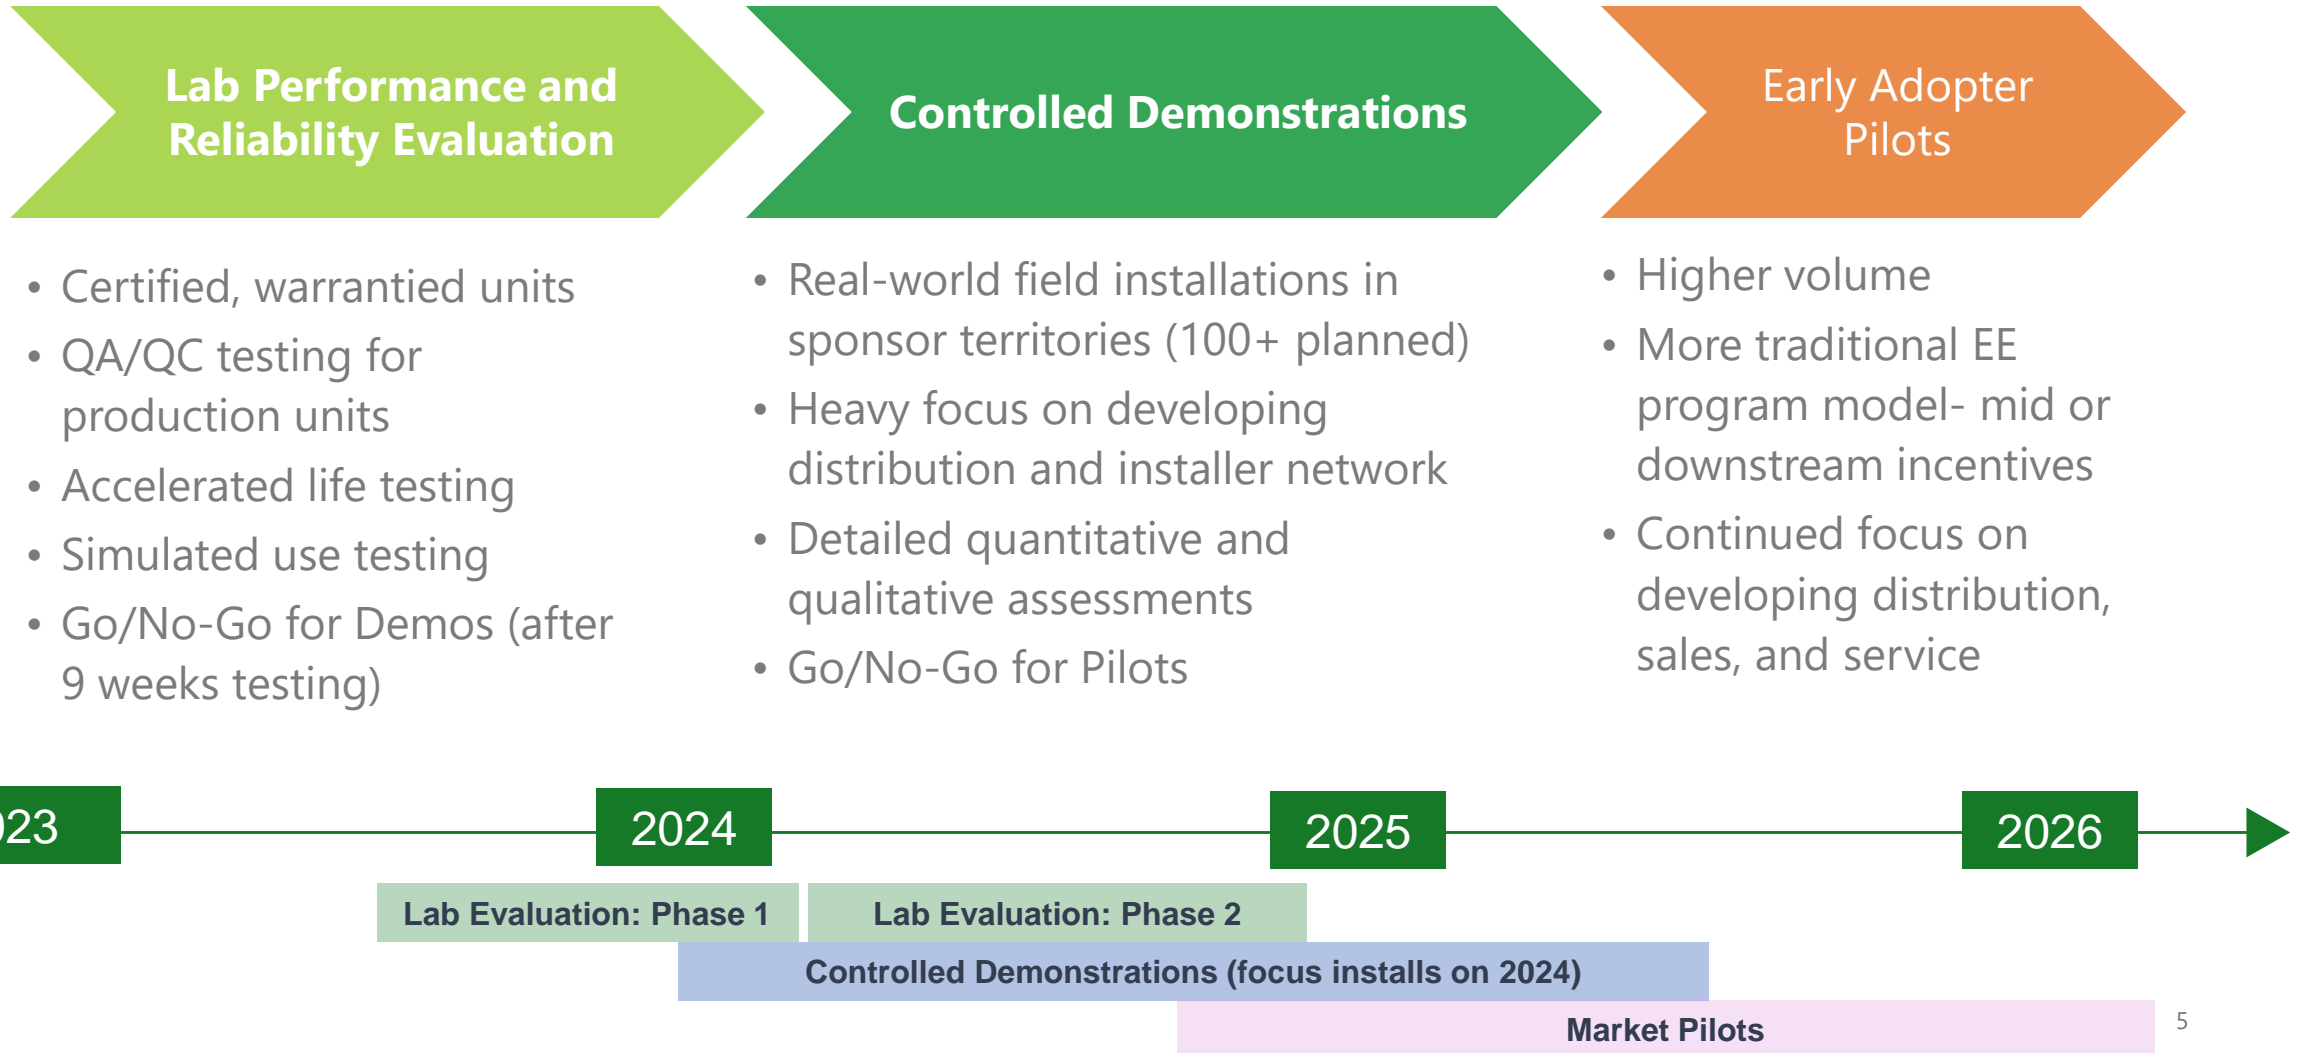 Lab Performance and
Reliability Evaluation
Controlled Demonstrations
Early Adopter
Pilots
• Certified, warrantied units
• QA/QC testing for
production units
• Accelerated life testing
• Simulated use testing
• Go/No-Go for Demos (after
9 weeks testing)
• Real-world field installations in
sponsor territories (100+ planned)
• Heavy focus on developing
distribution and installer network
• Detailed quantitative and
qualitative assessments
• Go/No-Go for Pilots
• Higher volume
• More traditional EE
program model- mid or
downstream incentives
• Continued focus on
developing distribution,
sales, and service
23
2024
2025
2026
Lab Evaluation: Phase 1
Lab Evaluation: Phase 2
Controlled Demonstrations (focus installs on 2024)
Market Pilots
5